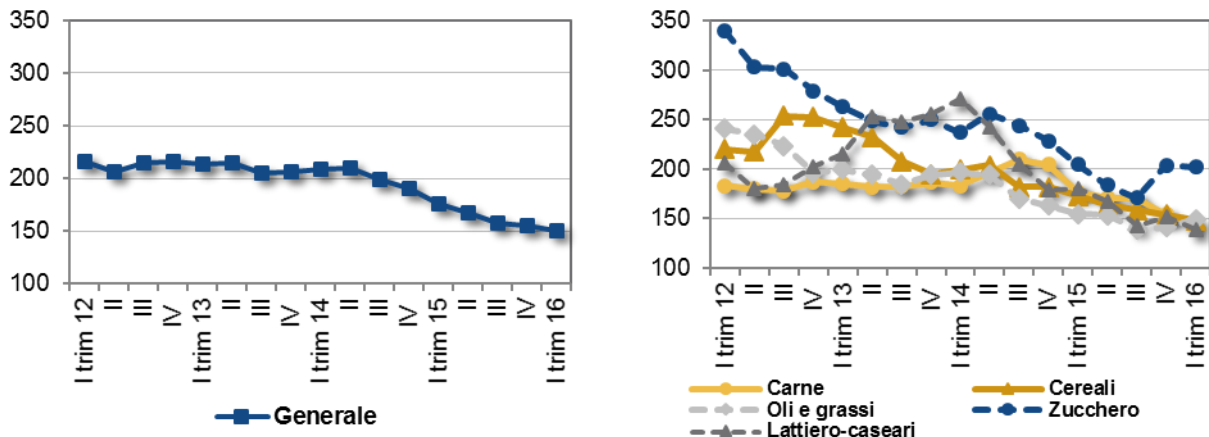 350
300
250
200
150
100
I trim 12
II
III
IV
I trim 13
II
III
IV
I trim 14
II
III
IV
I trim 15
II
III
IV
I trim 16
Generale
350
300
250
200
150
100
I trim 12
II
III
IV
I trim 13
II
III
IV
I trim 14
II
III
IV
I trim 15
II
III
IV
I trim 16
Carne
Cereali
Oli e grassi
Zucchero
Lattiero-caseari